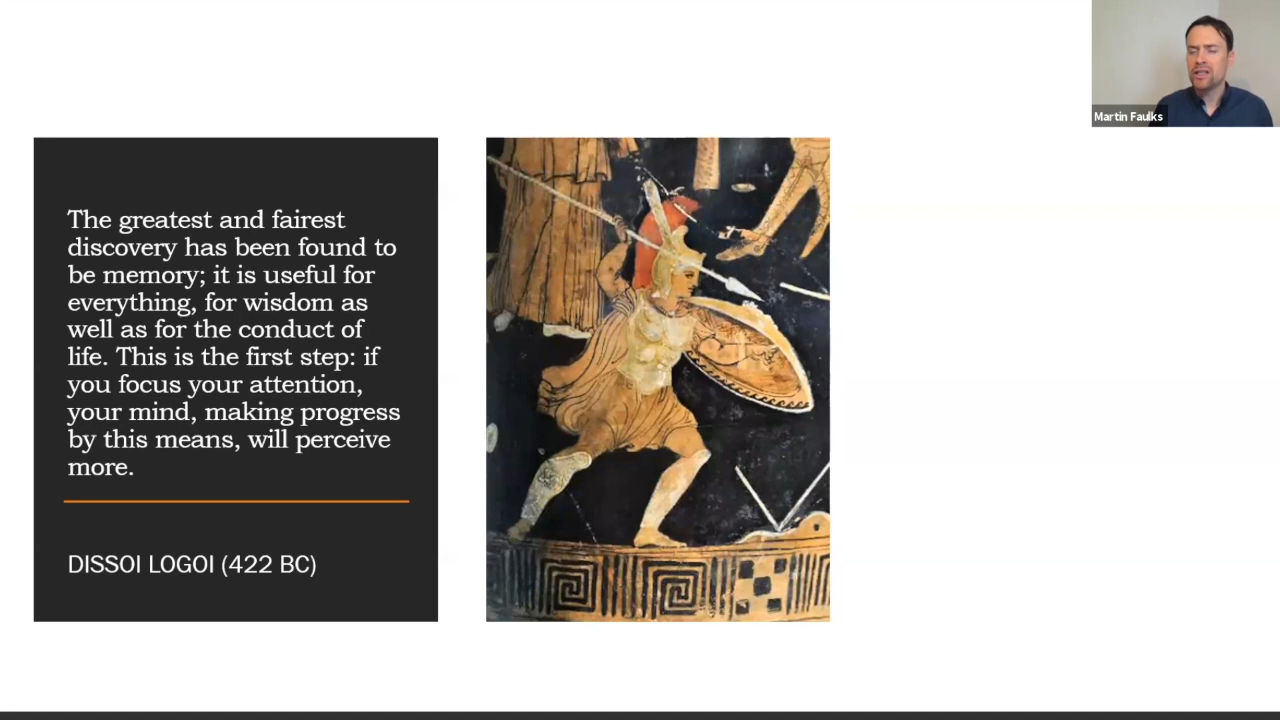 The greatest and fairest
discovery has been found to
be memory; it is useful for
everything, for wisdom as
well as for the conduct of
life. This is the first step: if
you focus your attention,
your mind, making progress
by this means, will perceive
more.
DISSOI LOGOI (422 BC)
Martin Faulks